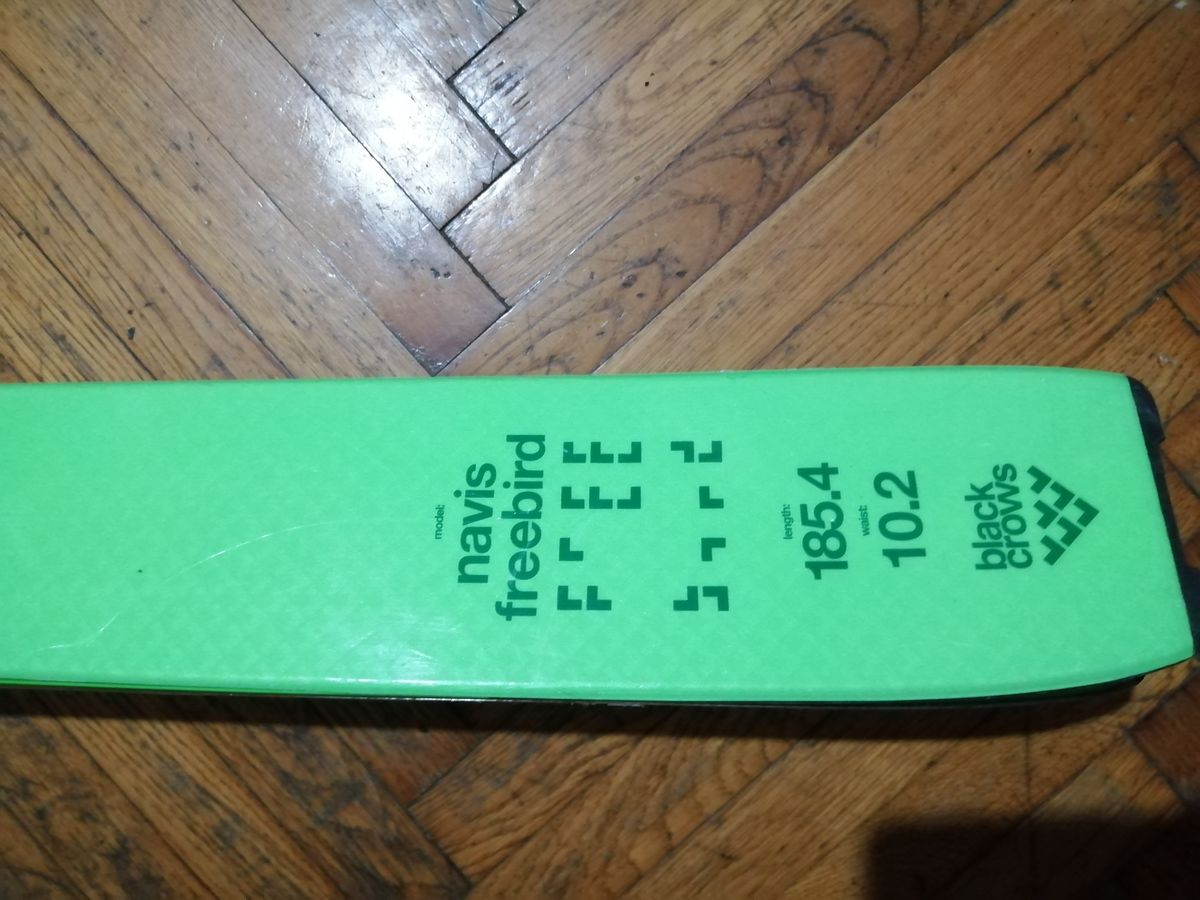 model:
navis
freebird
length:
185.4
waist:
10.2
black
crows